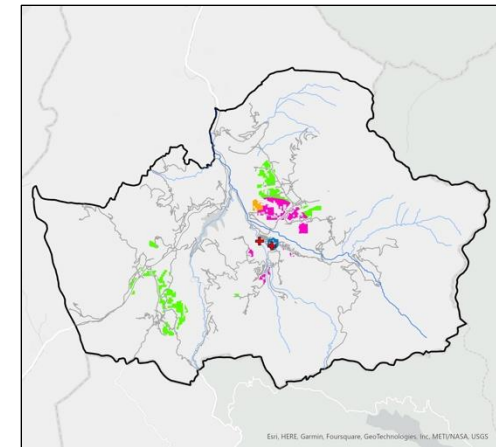 Esri, HERE, Garmin, Foursquare, GeoTechnologies, Inc, METI/NASA, USGS